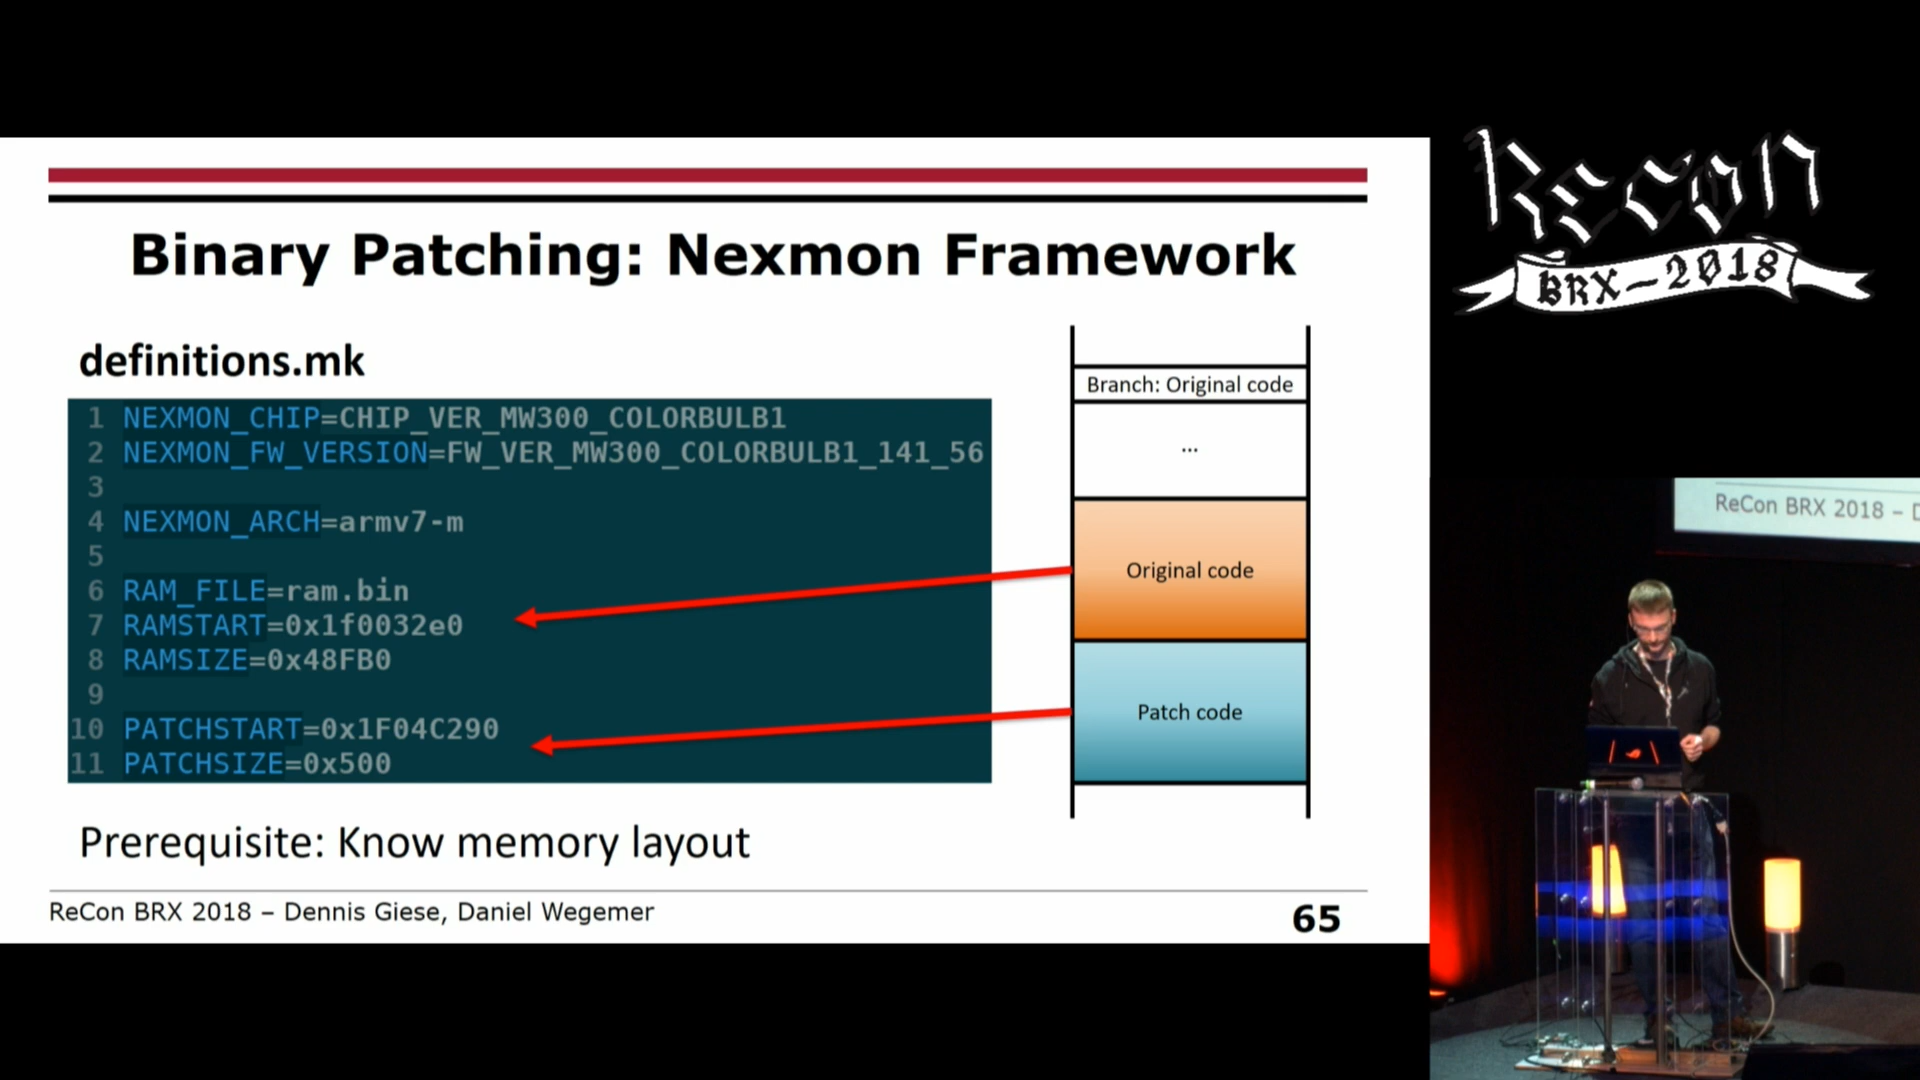 Binary Patching: Nexmon Framework
definitions.mk
1 NEXMON_CHIP=CHIP_VER_MW300_COLORBULB1
2 NEXMON_FW_VERSION=FW_VER_MW300_COLORBULB1_141_56
3
4 NEXMON_ARCH=armv7-m
5
6 RAM_FILE=ram.bin
7 RAMSTART=0x1f0032e0
8 RAMSIZE=0x48FB0
9
10 PATCHSTART=0x1F04C290
11 PATCHSIZE=0x500
Branch: Original code
...
Original code
Patch code
Prerequisite: Know memory layout
ReCon BRX 2018 – Dennis Giese, Daniel Wegemer
65
Recon
BRX-2018
ReCon BRX 2018 – D